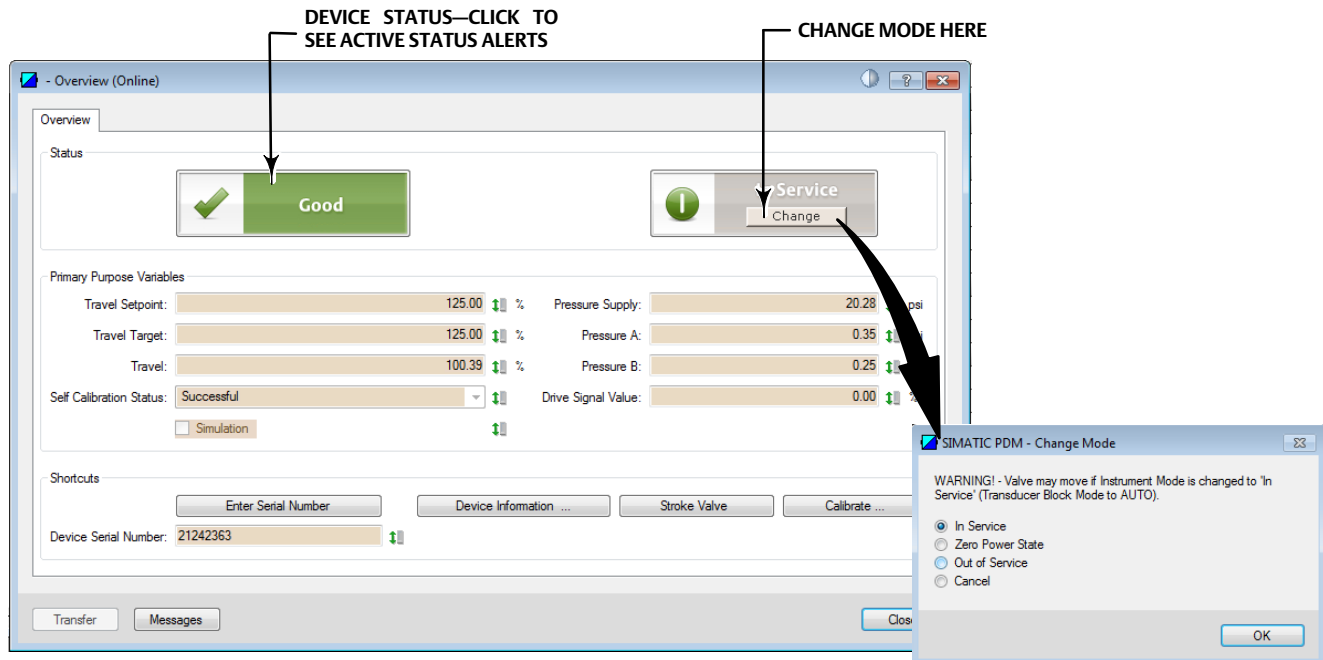 DEVICE STATUS—CLICK TO
SEE ACTIVE STATUS ALERTS
CHANGE MODE HERE
- Overview (Online)
?
Overview
Status
Good
Service
Change
Primary Purpose Variables
Travel Setpoint: 125.00 % Pressure Supply: 20.28 psi
Travel Target: 125.00 % Pressure A: 0.35
Travel: 100.39 % Pressure B: 0.25
Self Calibration Status: Successful Drive Signal Value: 0.00 %
Simulation
Shortcuts
Enter Serial Number Device Information ... Stroke Valve Calibrate ...
Device Serial Number: 21242363
Transfer Messages
SIMATIC PDM - Change Mode
WARNING! - Valve may move if Instrument Mode is changed to 'In
Service' (Transducer Block Mode to AUTO).
In Service
Zero Power State
Out of Service
Cancel
OK